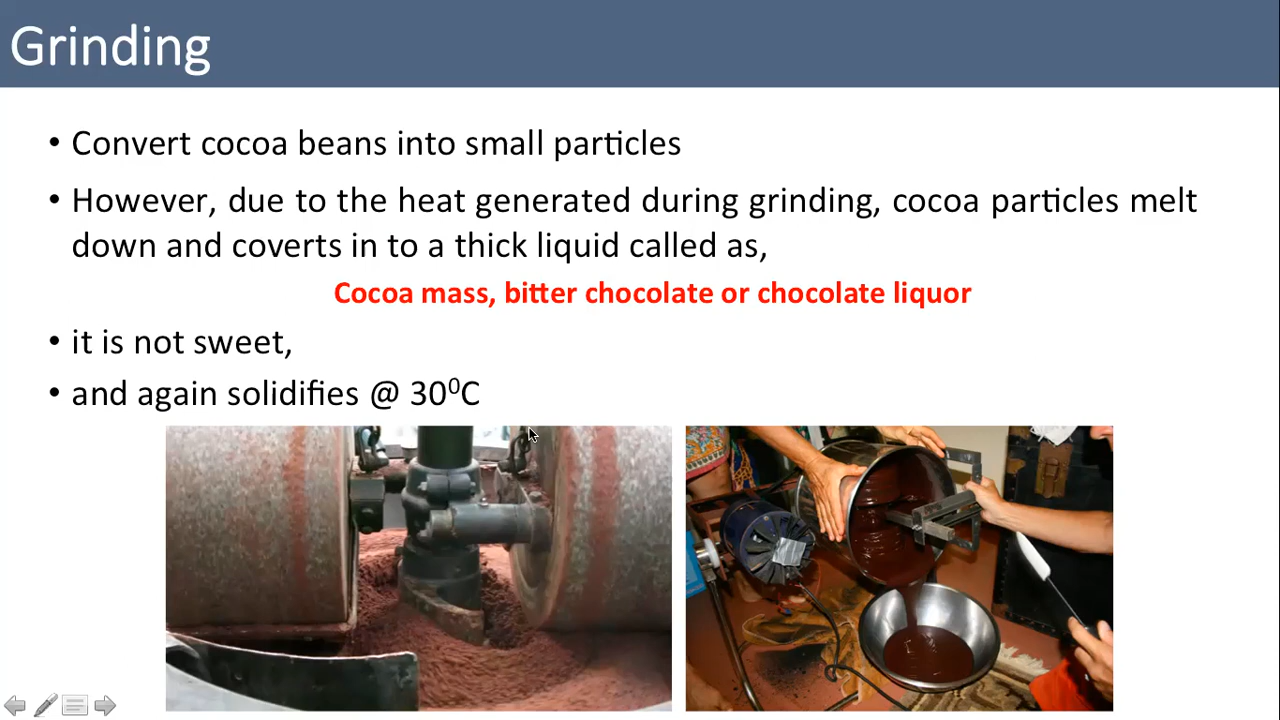 Grinding
• Convert cocoa beans into small particles
• However, due to the heat generated during grinding, cocoa particles melt
down and coverts in to a thick liquid called as,
Cocoa mass, bitter chocolate or chocolate liquor
• it is not sweet,
• and again solidifies @ 30⁰C